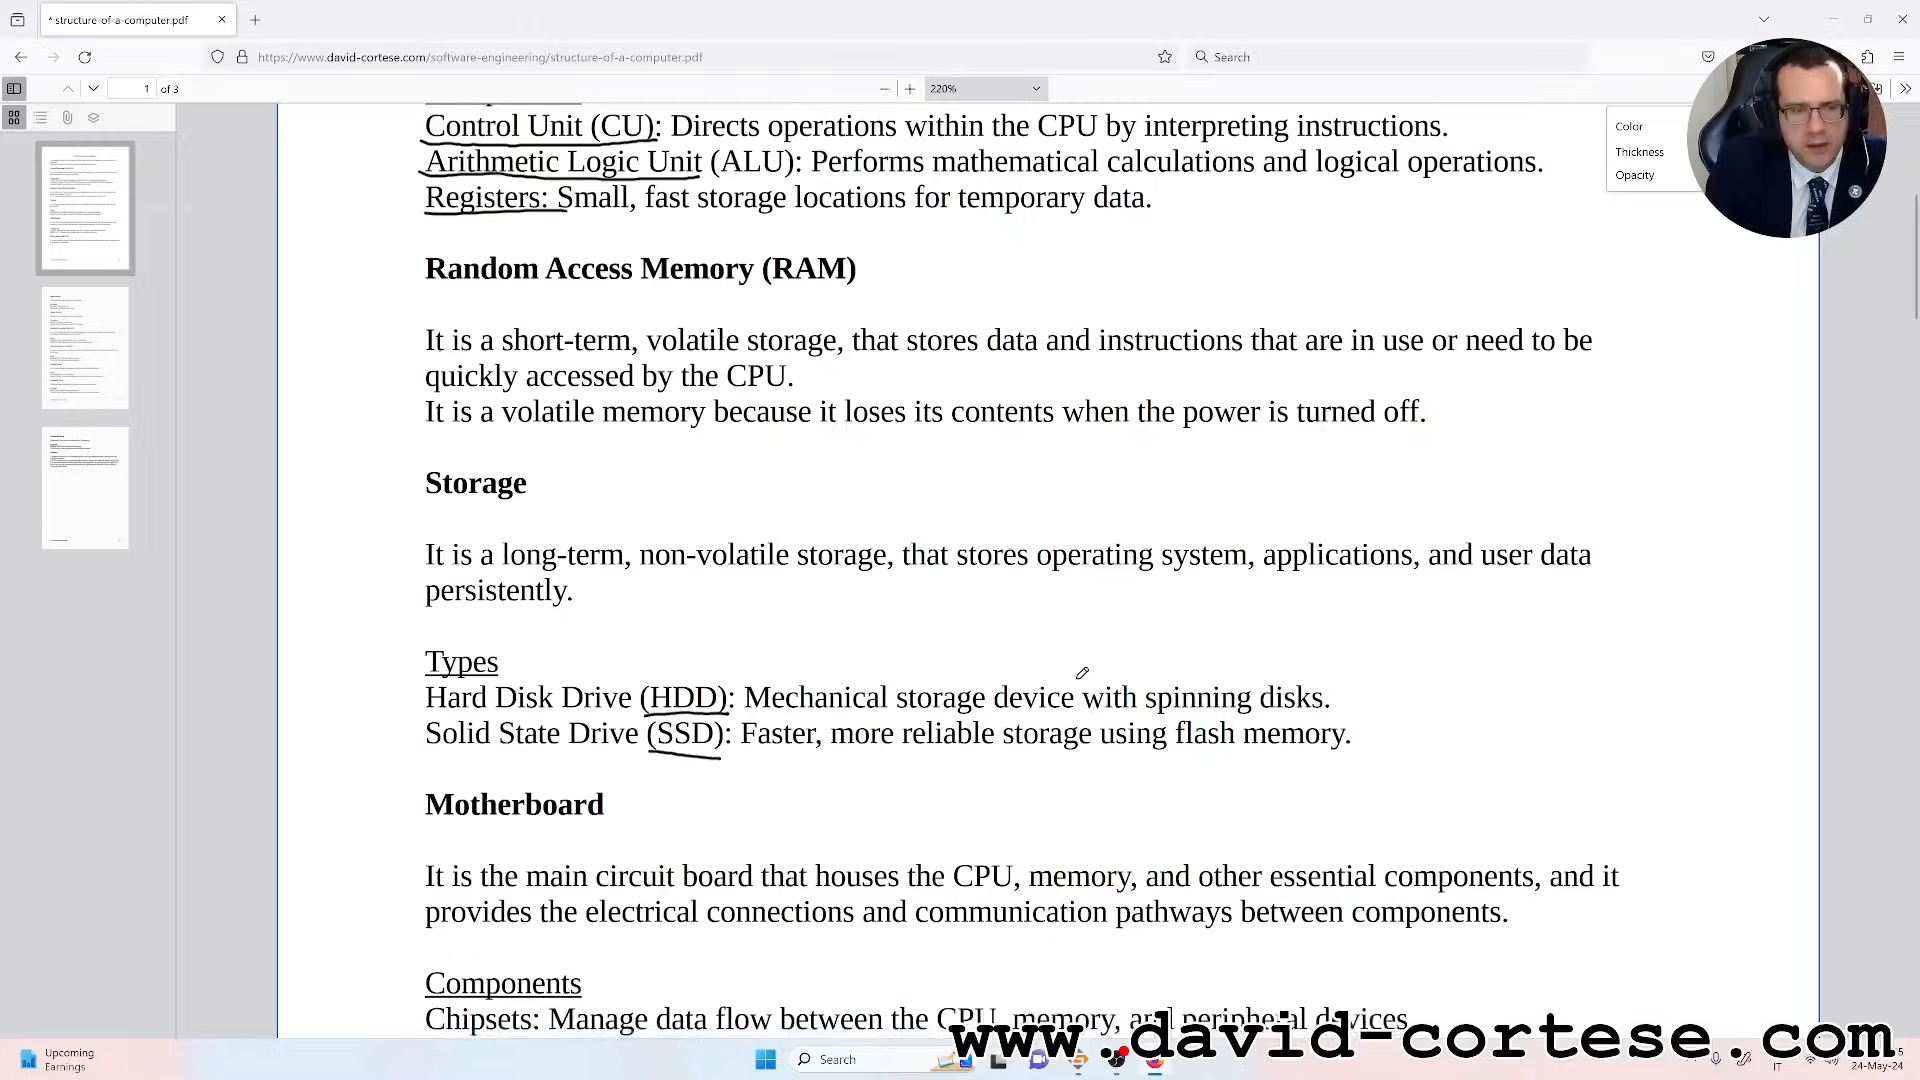 * structure-of-a-computer.pdf
https://www.david-cortese.com/software-engineering/structure-of-a-computer.pdf
Search
1 of 3
220%
Color
Thickness
Opacity
Control Unit (CU): Directs operations within the CPU by interpreting instructions.
Arithmetic Logic Unit (ALU): Performs mathematical calculations and logical operations.
Registers: Small, fast storage locations for temporary data.
Random Access Memory (RAM)
It is a short-term, volatile storage, that stores data and instructions that are in use or need to be
quickly accessed by the CPU.
It is a volatile memory because it loses its contents when the power is turned off.
Storage
It is a long-term, non-volatile storage, that stores operating system, applications, and user data
persistently.
Types
Hard Disk Drive (HDD): Mechanical storage device with spinning disks.
Solid State Drive (SSD): Faster, more reliable storage using flash memory.
Motherboard
It is the main circuit board that houses the CPU, memory, and other essential components, and it
provides the electrical connections and communication pathways between components.
Components
Chipsets: Manage data flow between the CPU, memory, and peripheral devices
www.david-cortese.com
Upcoming
Earnings
Search
IT
24-May-24